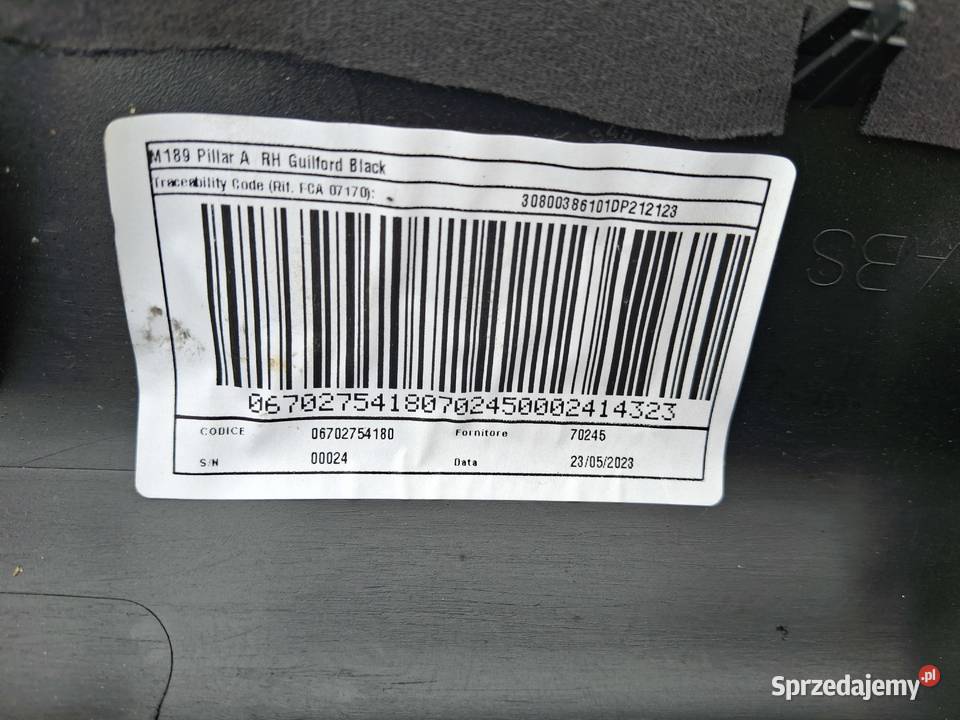 M189 Pillar A RH Guilford Black
Traceability Code (Rif. FCA 07170):
30800386101DP212123
067027541807024500002414323
CODICE 06702754180 Fornitore 70245
S/N 00024 Data 23/05/2023
ABS
Sprzedajemy.pl